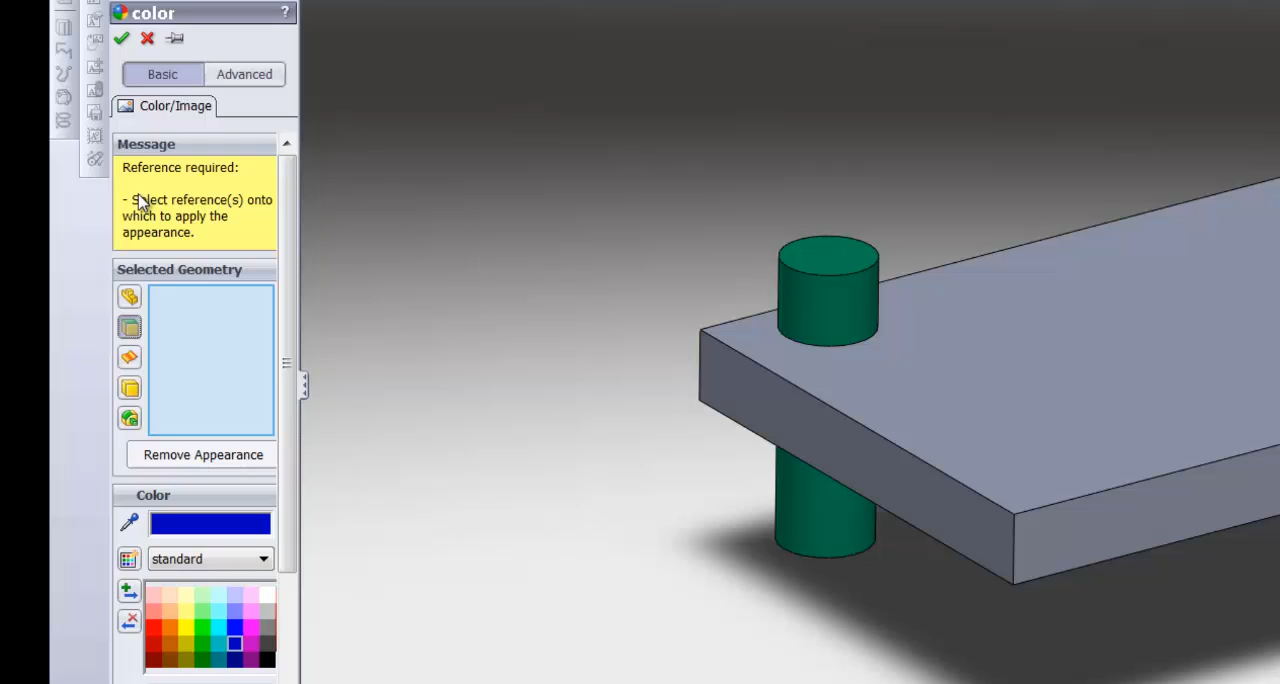 color ?
Basic Advanced
Color/Image
Message
Reference required:
- Select reference(s) onto
which to apply the
appearance.
Selected Geometry
Remove Appearance
Color
standard